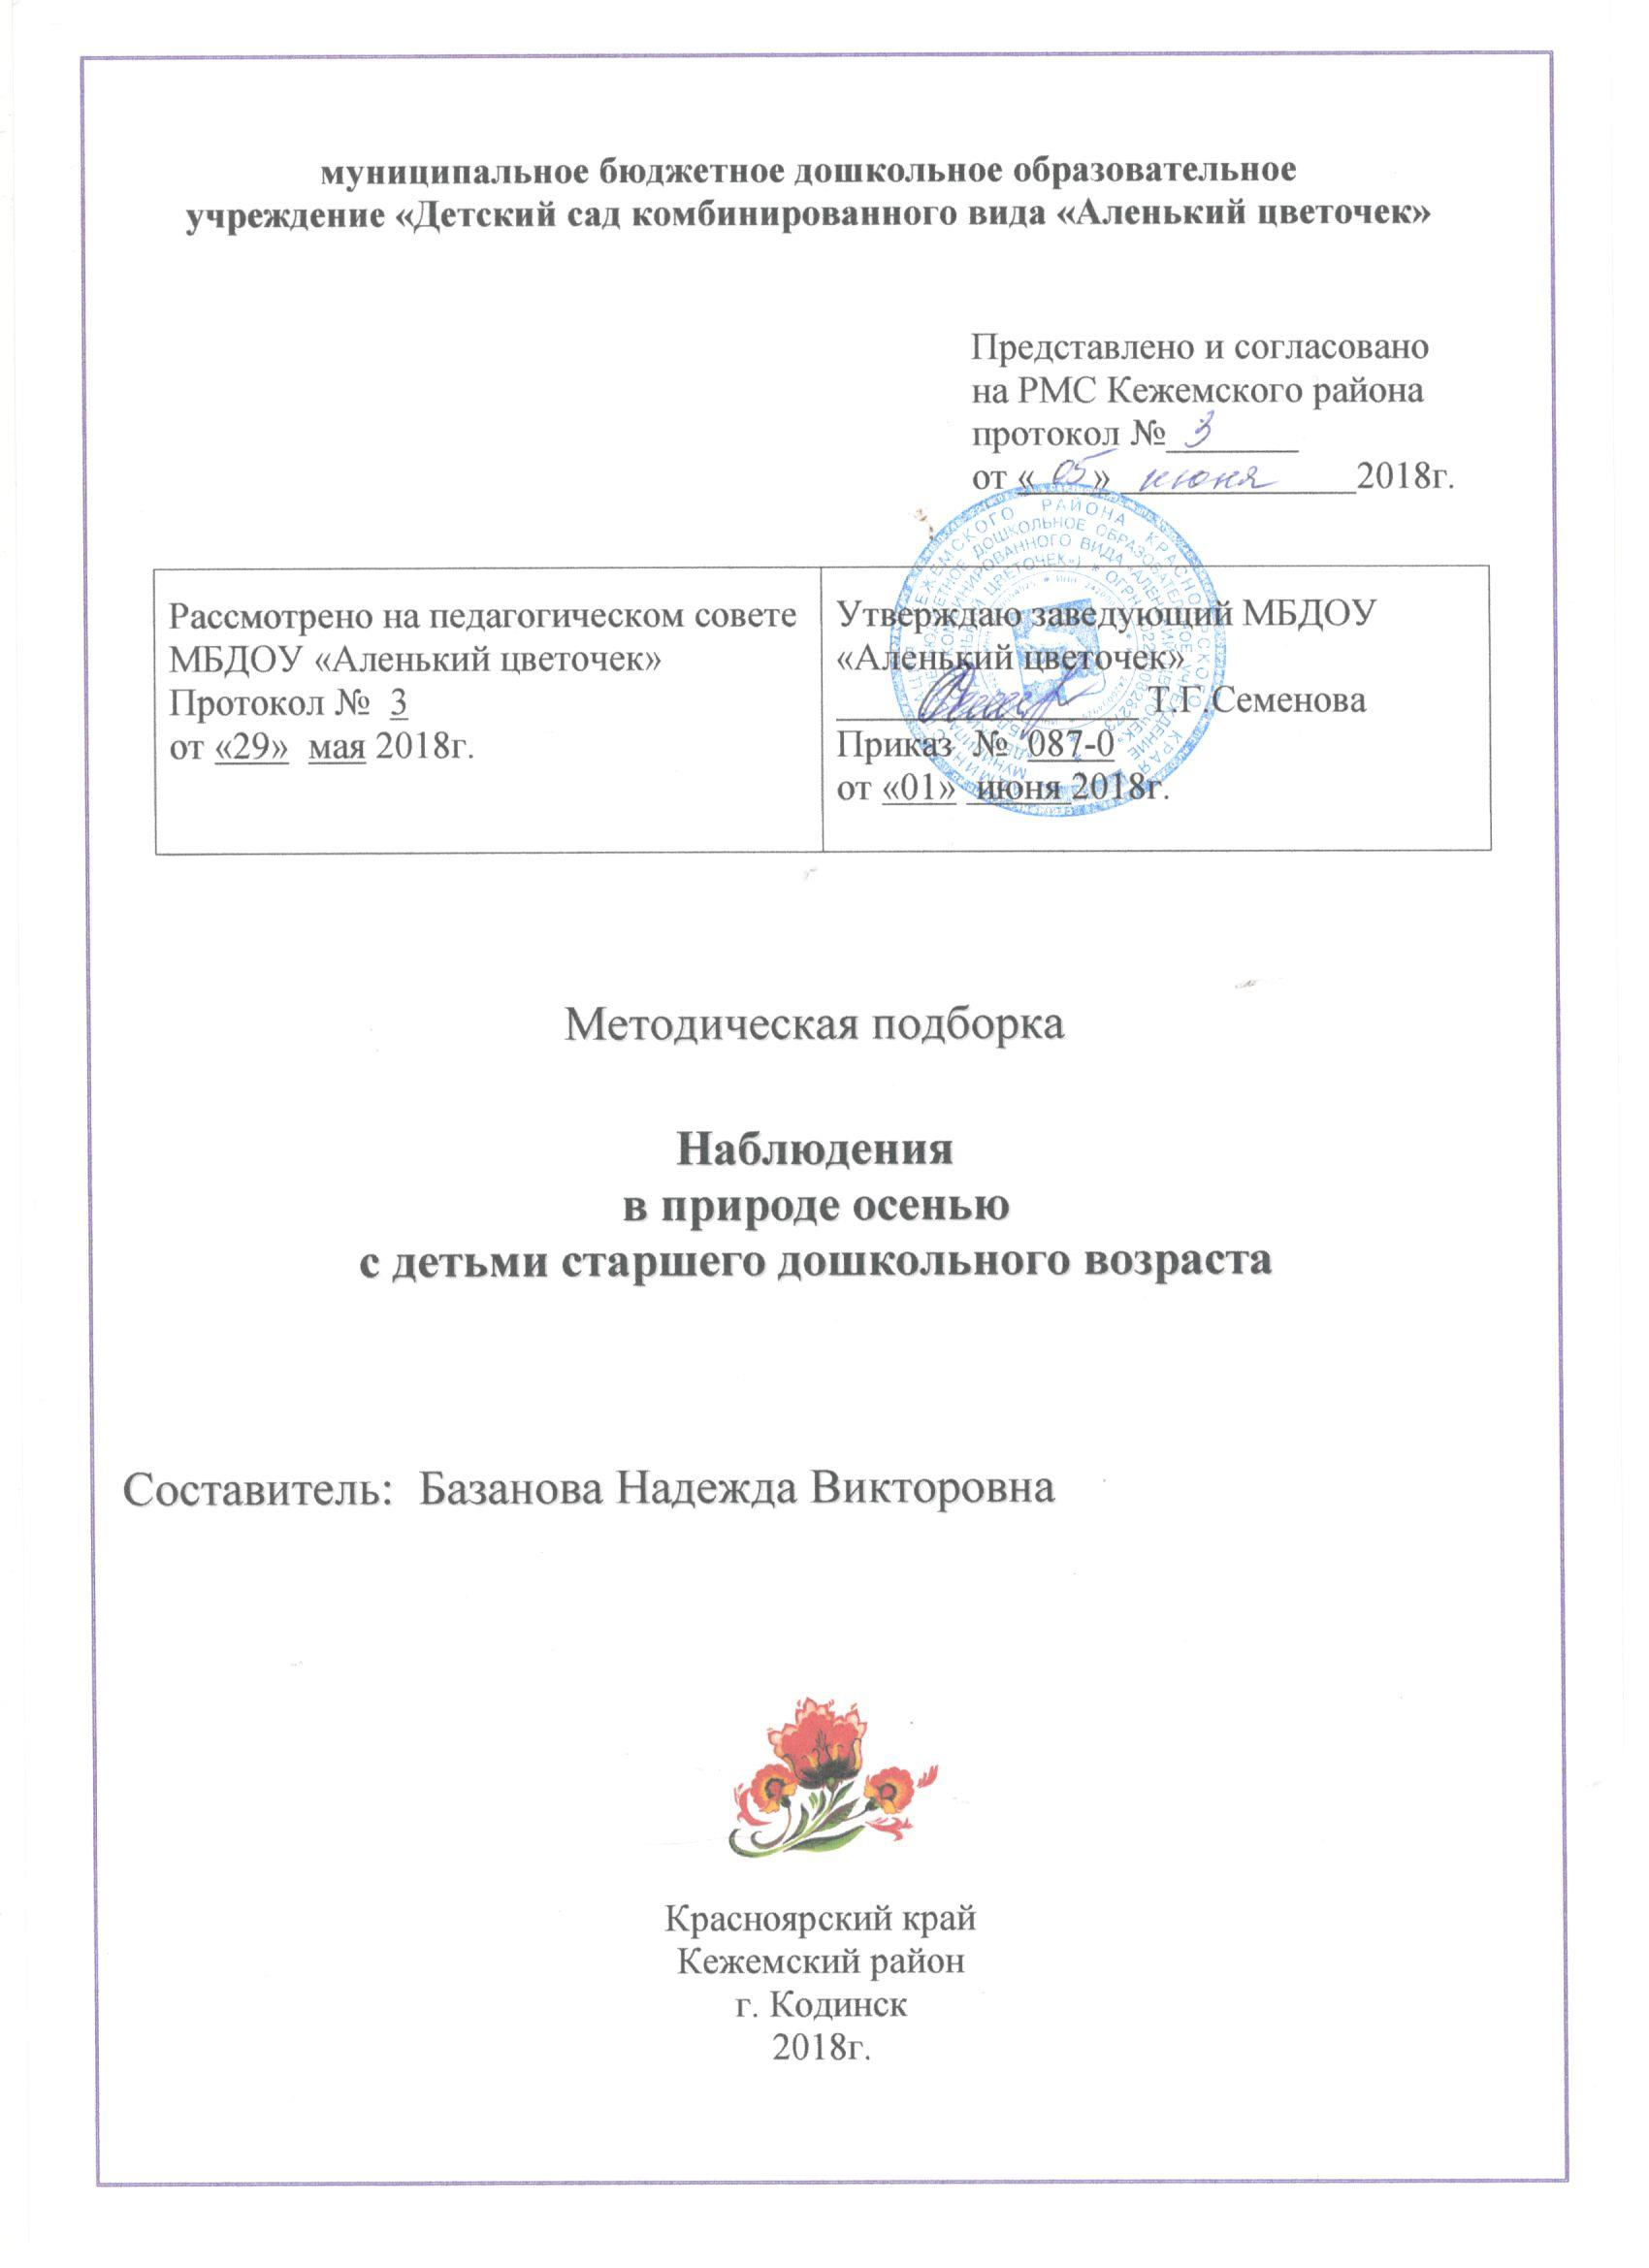 муниципальное бюджетное дошкольное образовательное
учреждение «Детский сад комбинированного вида «Аленький цветочек»
Представлено и согласовано
на РМС Кежемского района
протокол № 3
от «05» июня 2018г.
Рассмотрено на педагогическом совете
МБДОУ «Аленький цветочек»
Протокол № 3
от «29» мая 2018г.
Утверждаю заведующий МБДОУ
«Аленький цветочек»
Т.Г.Семенова
Приказ № 087-0
от «01» июня 2018г.
Методическая подборка
Наблюдения
в природе осенью
с детьми старшего дошкольного возраста
Составитель: Базанова Надежда Викторовна
Красноярский край
Кежемский район
г. Кодинск
2018г.